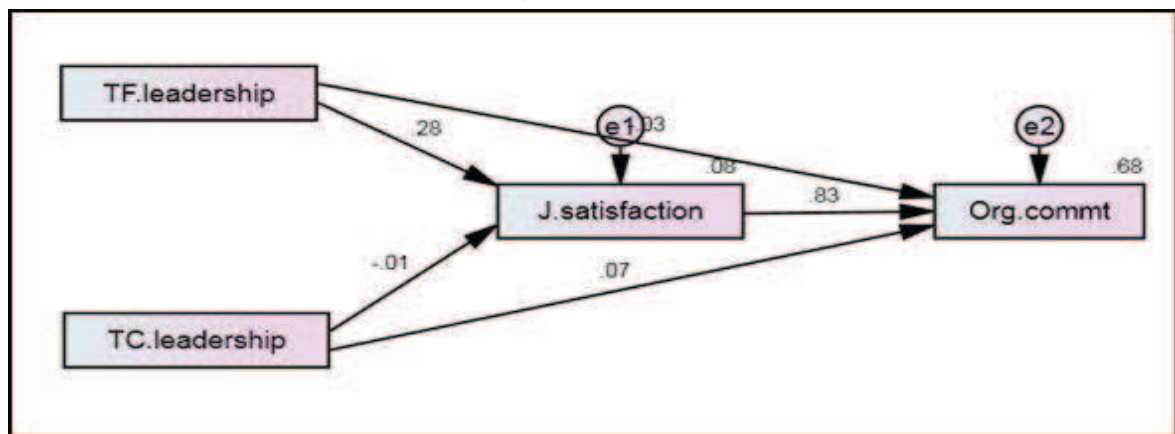 TF.leadership
.28
e1
.03
e2
.08
.68
J.satisfaction
.83
Org.commt
-.01
.07
TC.leadership